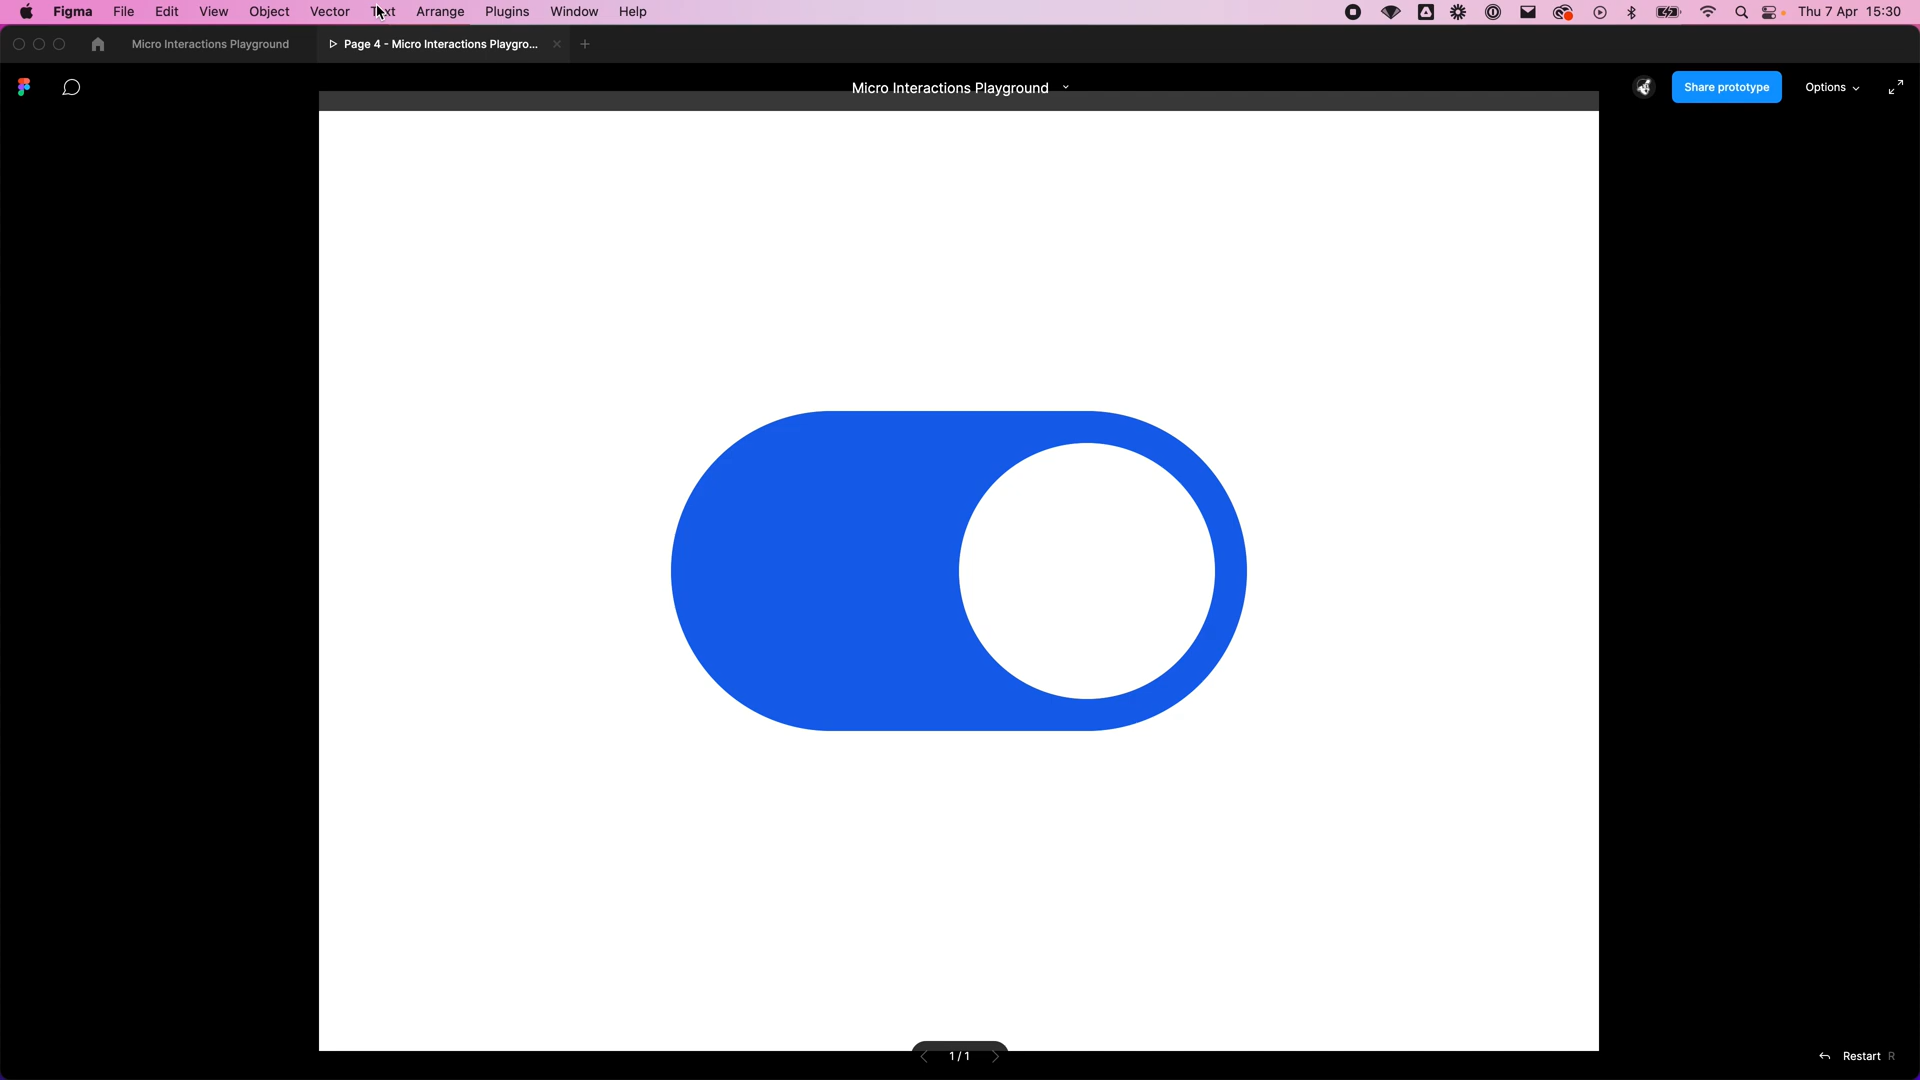 Figma File Edit View Object Vector Arrange Plugins Window Help Thu 7 Apr 15:30
Micro Interactions Playground Page 4 - Micro Interactions Playgro...
Micro Interactions Playground Share prototype Options
1 / 1
Restart R